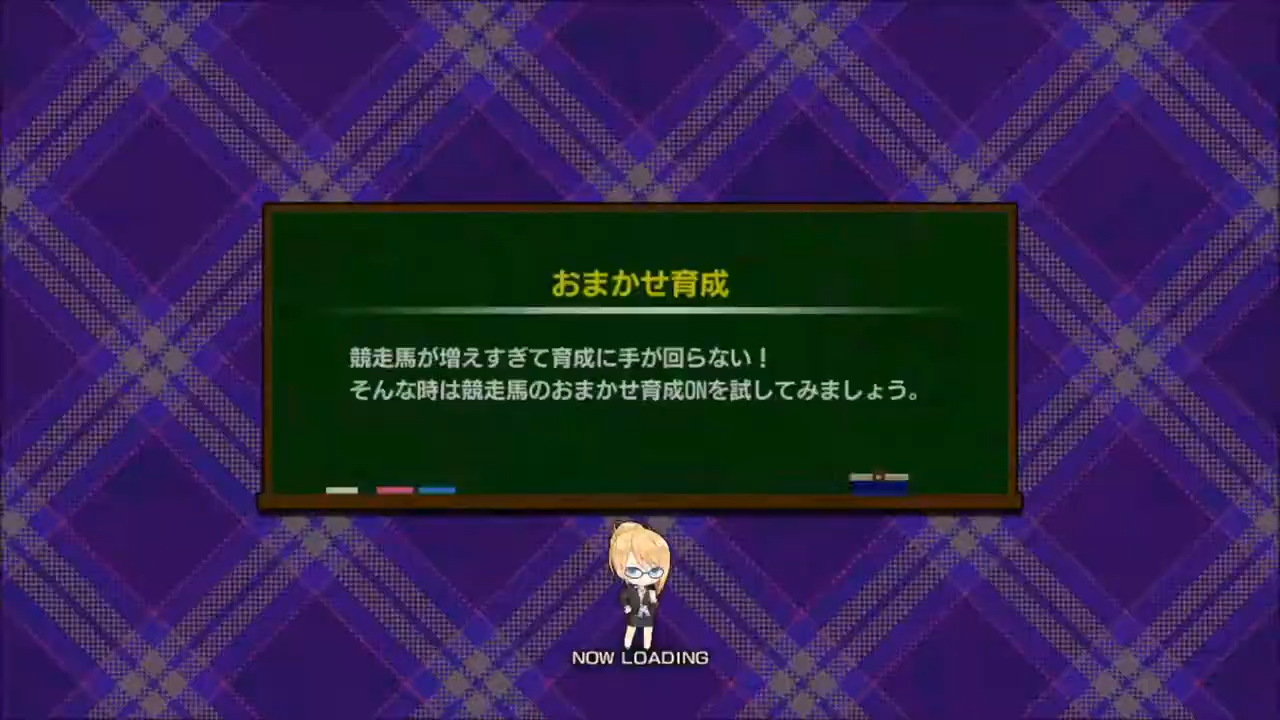 おまかせ育成
競走馬が増えすぎて育成に手が回らない！
そんな時は競走馬のおまかせ育成ONを試してみましょう。
NOW LOADING